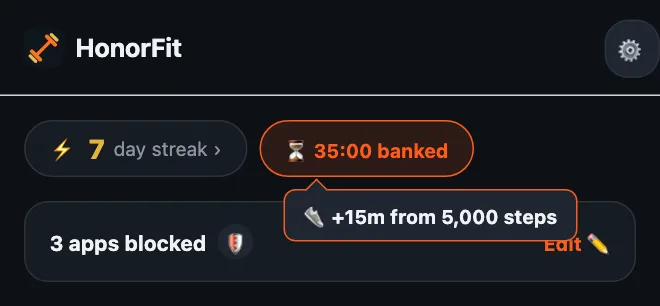 HonorFit
7 day streak ›
35:00 banked
+15m from 5,000 steps
3 apps blocked
Edit